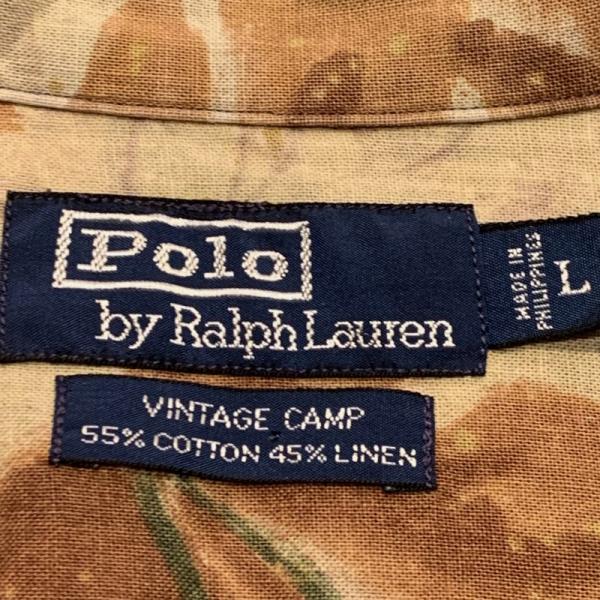 Polo
by Ralph Lauren
MADE IN
PHILIPPINES
L
VINTAGE CAMP
55% COTTON 45% LINEN